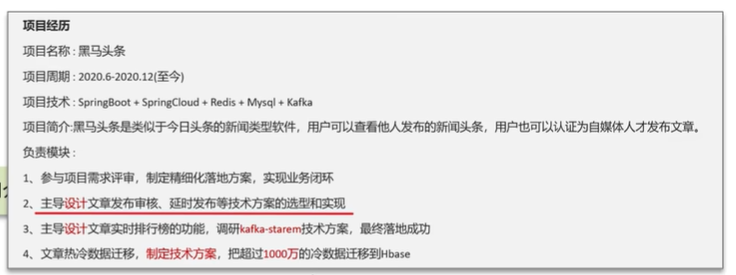 项目经历
项目名称 : 黑马头条
项目周期 : 2020.6-2020.12(至今)
项目技术 : SpringBoot + SpringCloud + Redis + Mysql + Kafka
项目简介:黑马头条是类似于今日头条的新闻类型软件，用户可以查看他人发布的新闻头条，用户也可以认证为自媒体人才发布文章。
负责模块 :
1、参与项目需求评审，制定精细化落地方案，实现业务闭环
2、主导设计文章发布审核、延时发布等技术方案的选型和实现
3、主导设计文章实时排行榜的功能，调研kafka-starem技术方案，最终落地成功
4、文章热冷数据迁移，制定技术方案，把超过1000万的冷数据迁移到Hbase